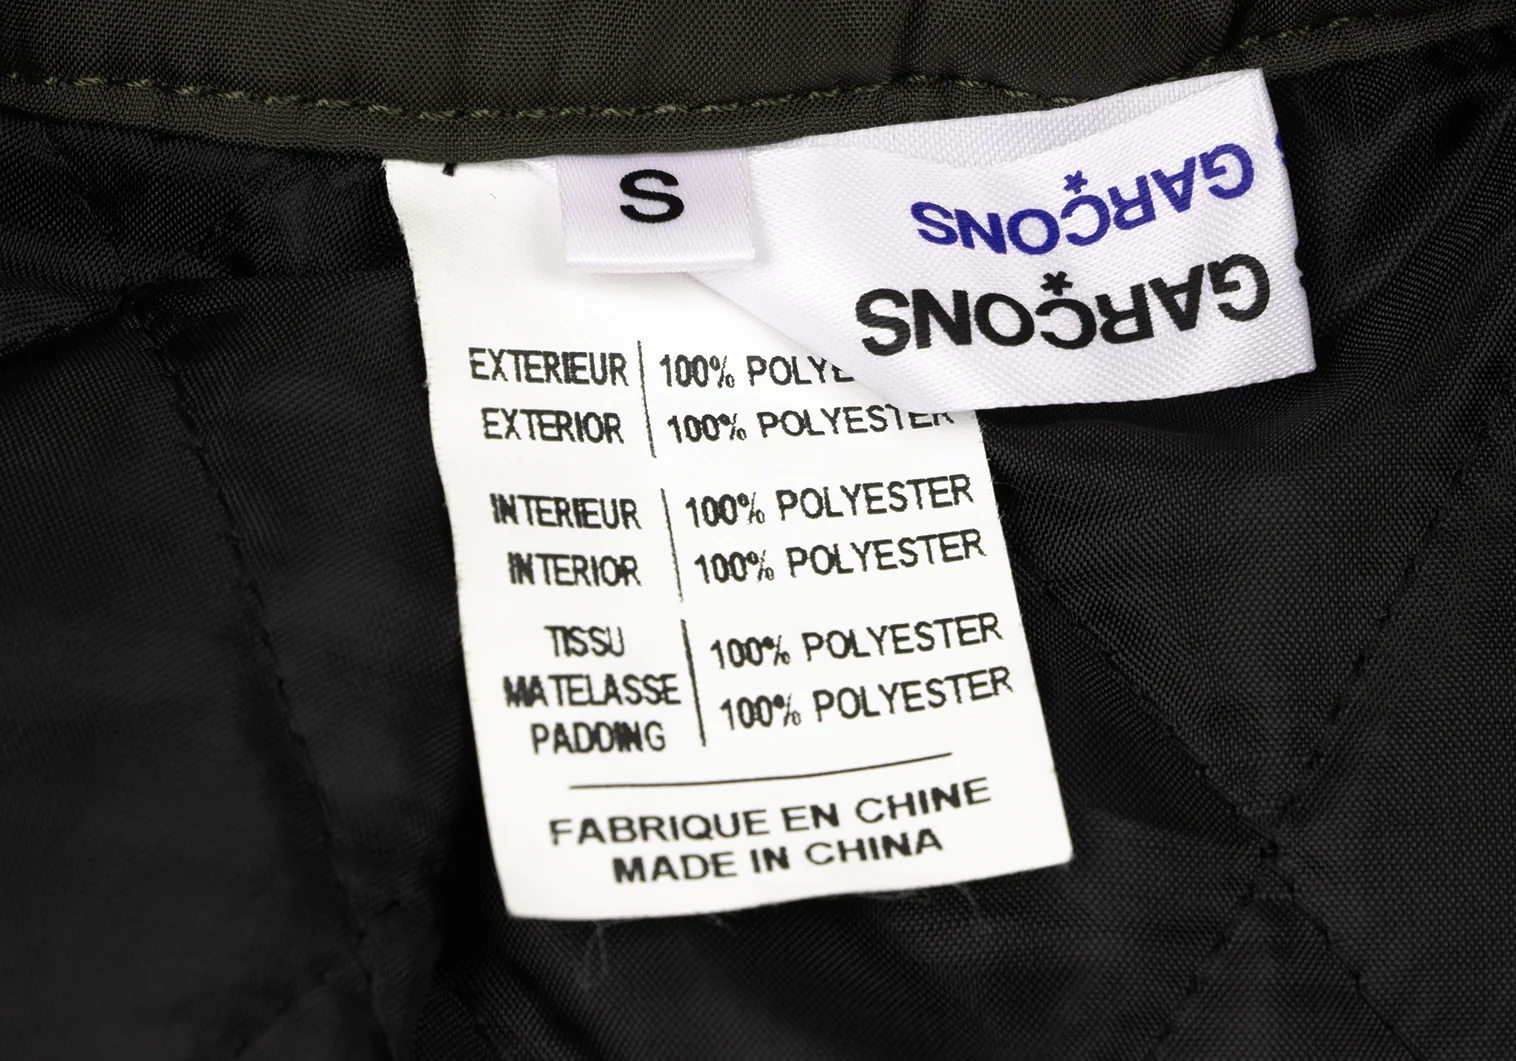 S
GARÇONS
GARÇONS
EXTERIEUR 100% POLYE
EXTERIOR 100% POLYESTER
INTERIEUR 100% POLYESTER
INTERIOR 100% POLYESTER
TISSU 100% POLYESTER
MATELASSE
PADDING 100% POLYESTER
FABRIQUE EN CHINE
MADE IN CHINA